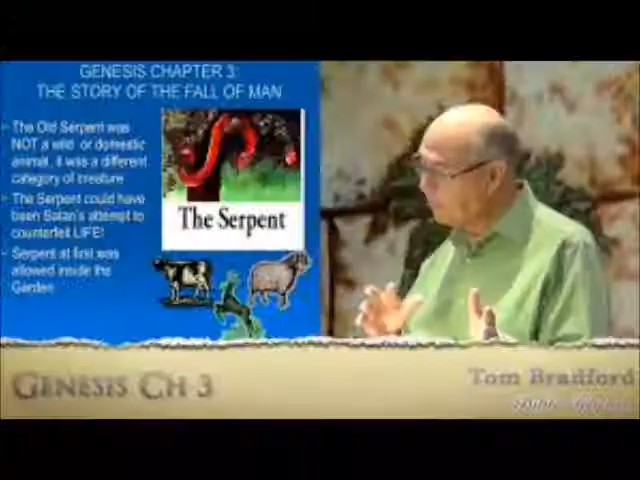 GENESIS CHAPTER 3:
THE STORY OF THE FALL OF MAN
The Old Serpent was
NOT a wild or domestic
animal, it was a different
category of creature
The Serpent could have
been Satan's attempt to
counterfeit LIFE!
Serpent at first was
allowed inside the
Garden
The Serpent
GENESIS CH 3
Tom Bradford